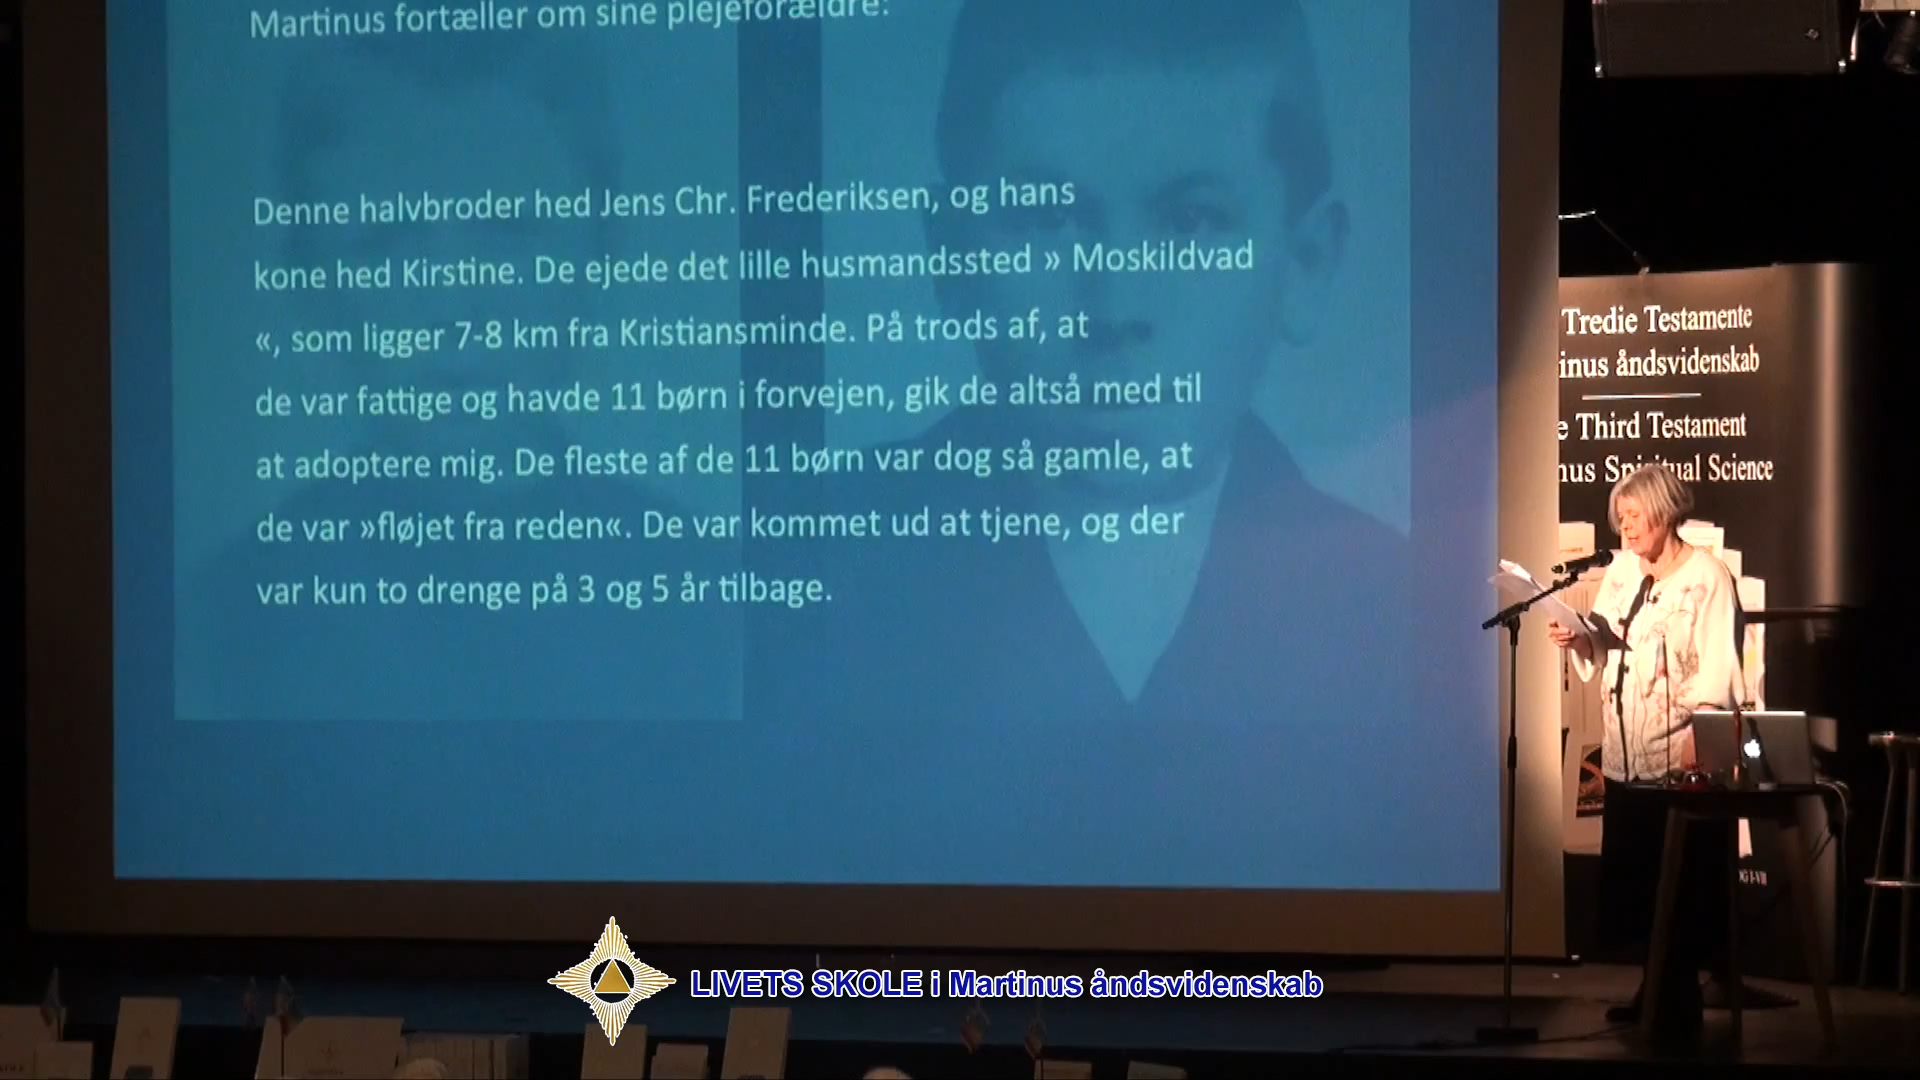 Martinus fortæller om sine plejeforældre:
Denne halvbroder hed Jens Chr. Frederiksen, og hans
kone hed Kirstine. De ejede det lille husmandssted » Moskildvad
«, som ligger 7-8 km fra Kristiansminde. På trods af, at
de var fattige og havde 11 børn i forvejen, gik de altså med til
at adoptere mig. De fleste af de 11 børn var dog så gamle, at
de var »fløjet fra reden«. De var kommet ud at tjene, og der
var kun to drenge på 3 og 5 år tilbage.
Tredie Testamente
inus åndsvidenskab
e Third Testament
nus Spiritual Science
LIVETS SKOLE i Martinus åndsvidenskab